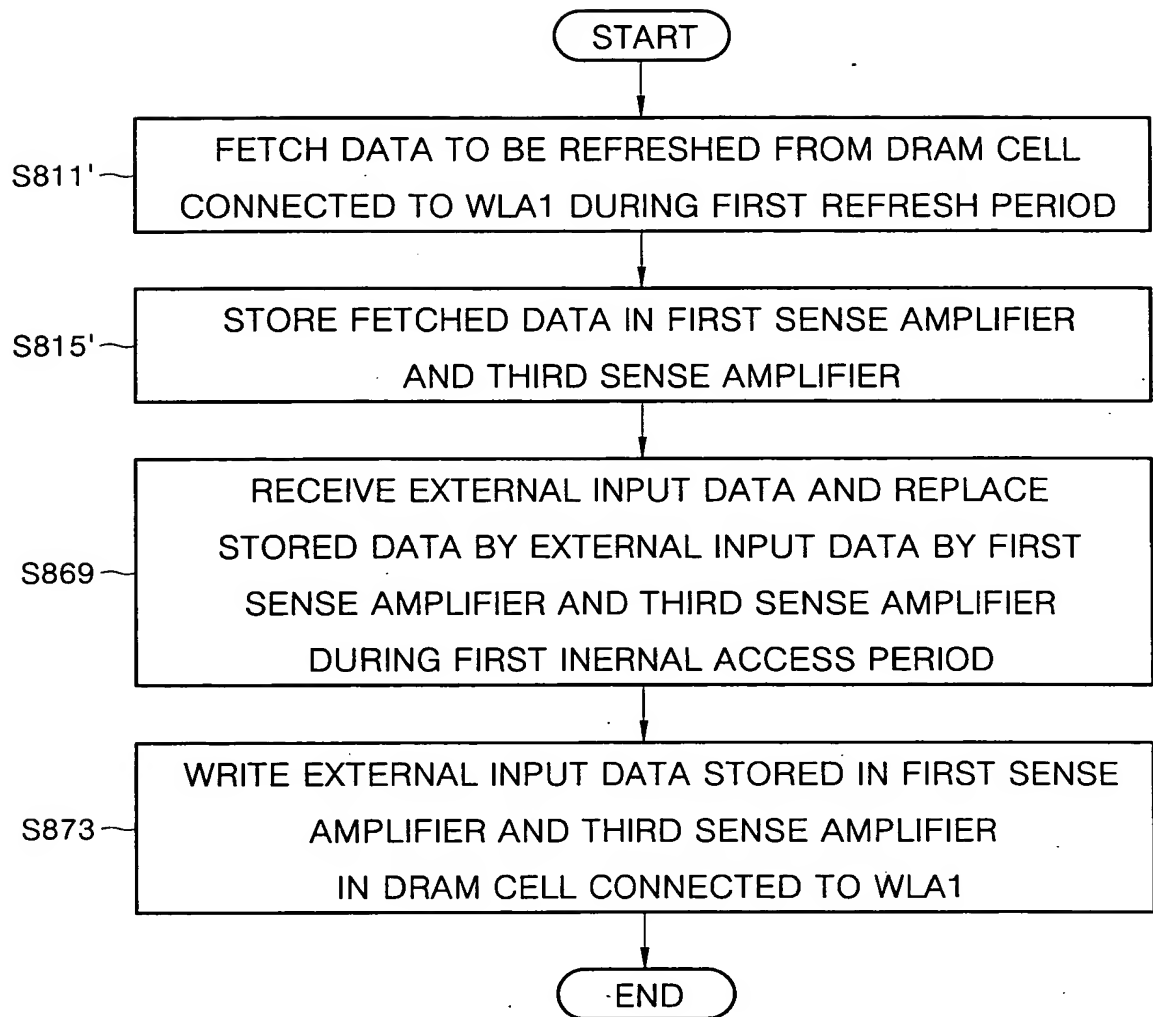 START
S811'
FETCH DATA TO BE REFRESHED FROM DRAM CELL
CONNECTED TO WLA1 DURING FIRST REFRESH PERIOD
S815'
STORE FETCHED DATA IN FIRST SENSE AMPLIFIER
AND THIRD SENSE AMPLIFIER
S869
RECEIVE EXTERNAL INPUT DATA AND REPLACE
STORED DATA BY EXTERNAL INPUT DATA BY FIRST
SENSE AMPLIFIER AND THIRD SENSE AMPLIFIER
DURING FIRST INERNAL ACCESS PERIOD
S873
WRITE EXTERNAL INPUT DATA STORED IN FIRST SENSE
AMPLIFIER AND THIRD SENSE AMPLIFIER
IN DRAM CELL CONNECTED TO WLA1
END